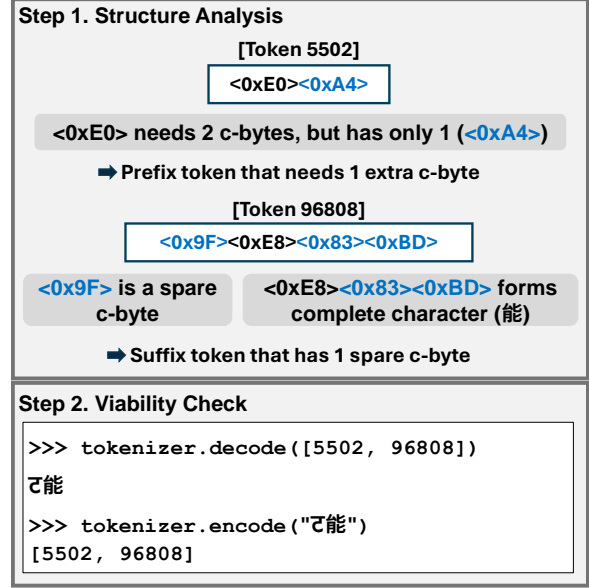 Step 1. Structure Analysis
[Token 5502]
<0xE0><0xA4>
<0xE0> needs 2 c-bytes, but has only 1 (<0xA4>)
➡ Prefix token that needs 1 extra c-byte
[Token 96808]
<0x9F><0xE8><0x83><0xBD>
<0x9F> is a spare
c-byte
<0xE8><0x83><0xBD> forms
complete character (能)
➡ Suffix token that has 1 spare c-byte
Step 2. Viability Check
>>> tokenizer.decode([5502, 96808])
ट能
>>> tokenizer.encode("ट能")
[5502, 96808]